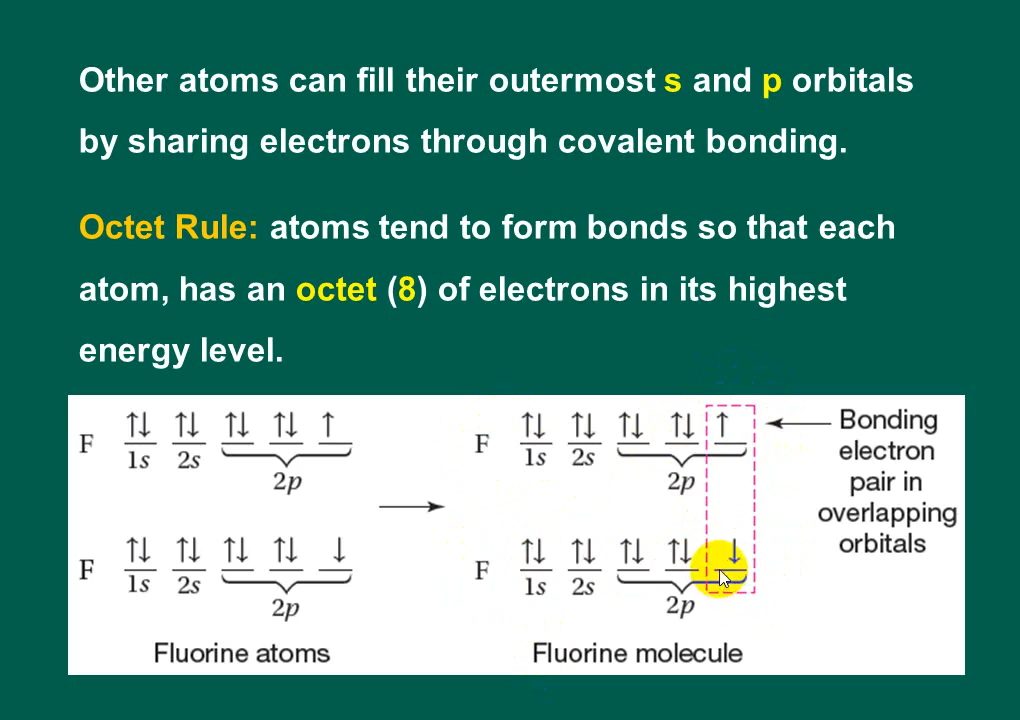 Other atoms can fill their outermost s and p orbitals
by sharing electrons through covalent bonding.
Octet Rule: atoms tend to form bonds so that each
atom, has an octet (8) of electrons in its highest
energy level.
F ↑↓ ↑↓ ↑↓ ↑↓ ↑
1s 2s
2p
F ↑↓ ↑↓ ↑↓ ↑↓ ↓
1s 2s
2p
Fluorine atoms
F ↑↓ ↑↓ ↑↓ ↑↓ ↑
1s 2s
2p
F ↑↓ ↑↓ ↑↓ ↑↓ ↓
1s 2s
2p
Fluorine molecule
Bonding
electron
pair in
overlapping
orbitals